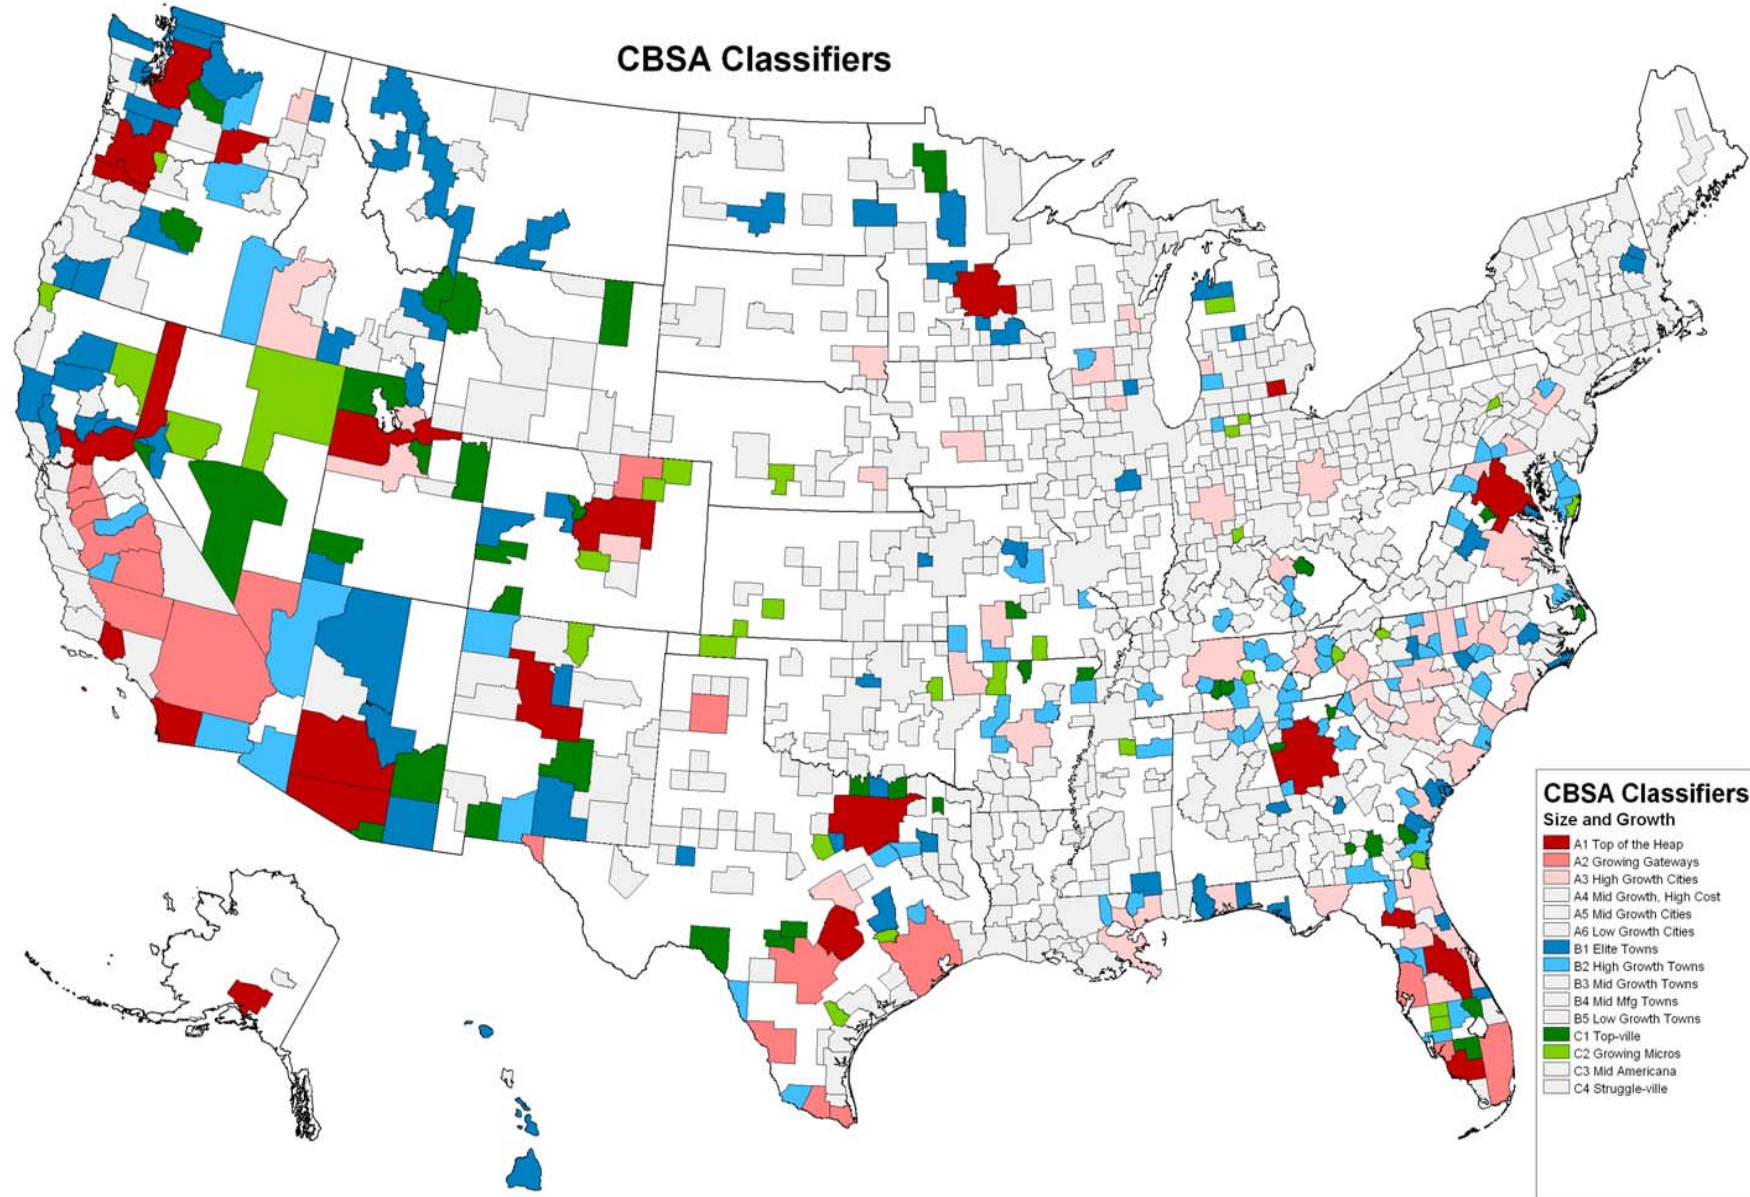 CBSA Classifiers
CBSA Classifiers
Size and Growth
A1 Top of the Heap
A2 Growing Gateways
A3 High Growth Cities
A4 Mid Growth, High Cost
A5 Mid Growth Cities
A6 Low Growth Cities
B1 Elite Towns
B2 High Growth Towns
B3 Mid Growth Towns
B4 Mid Mfg Towns
B5 Low Growth Towns
C1 Top-ville
C2 Growing Micros
C3 Mid Americana
C4 Struggle-ville